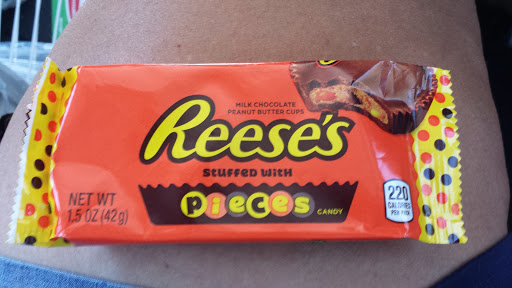 MILK CHOCOLATE
PEANUT BUTTER CUPS
REESE'S
STUFFED WITH
PIECES CANDY
NET WT
1.5 OZ (42g)
220
CALORIES
PER PACK